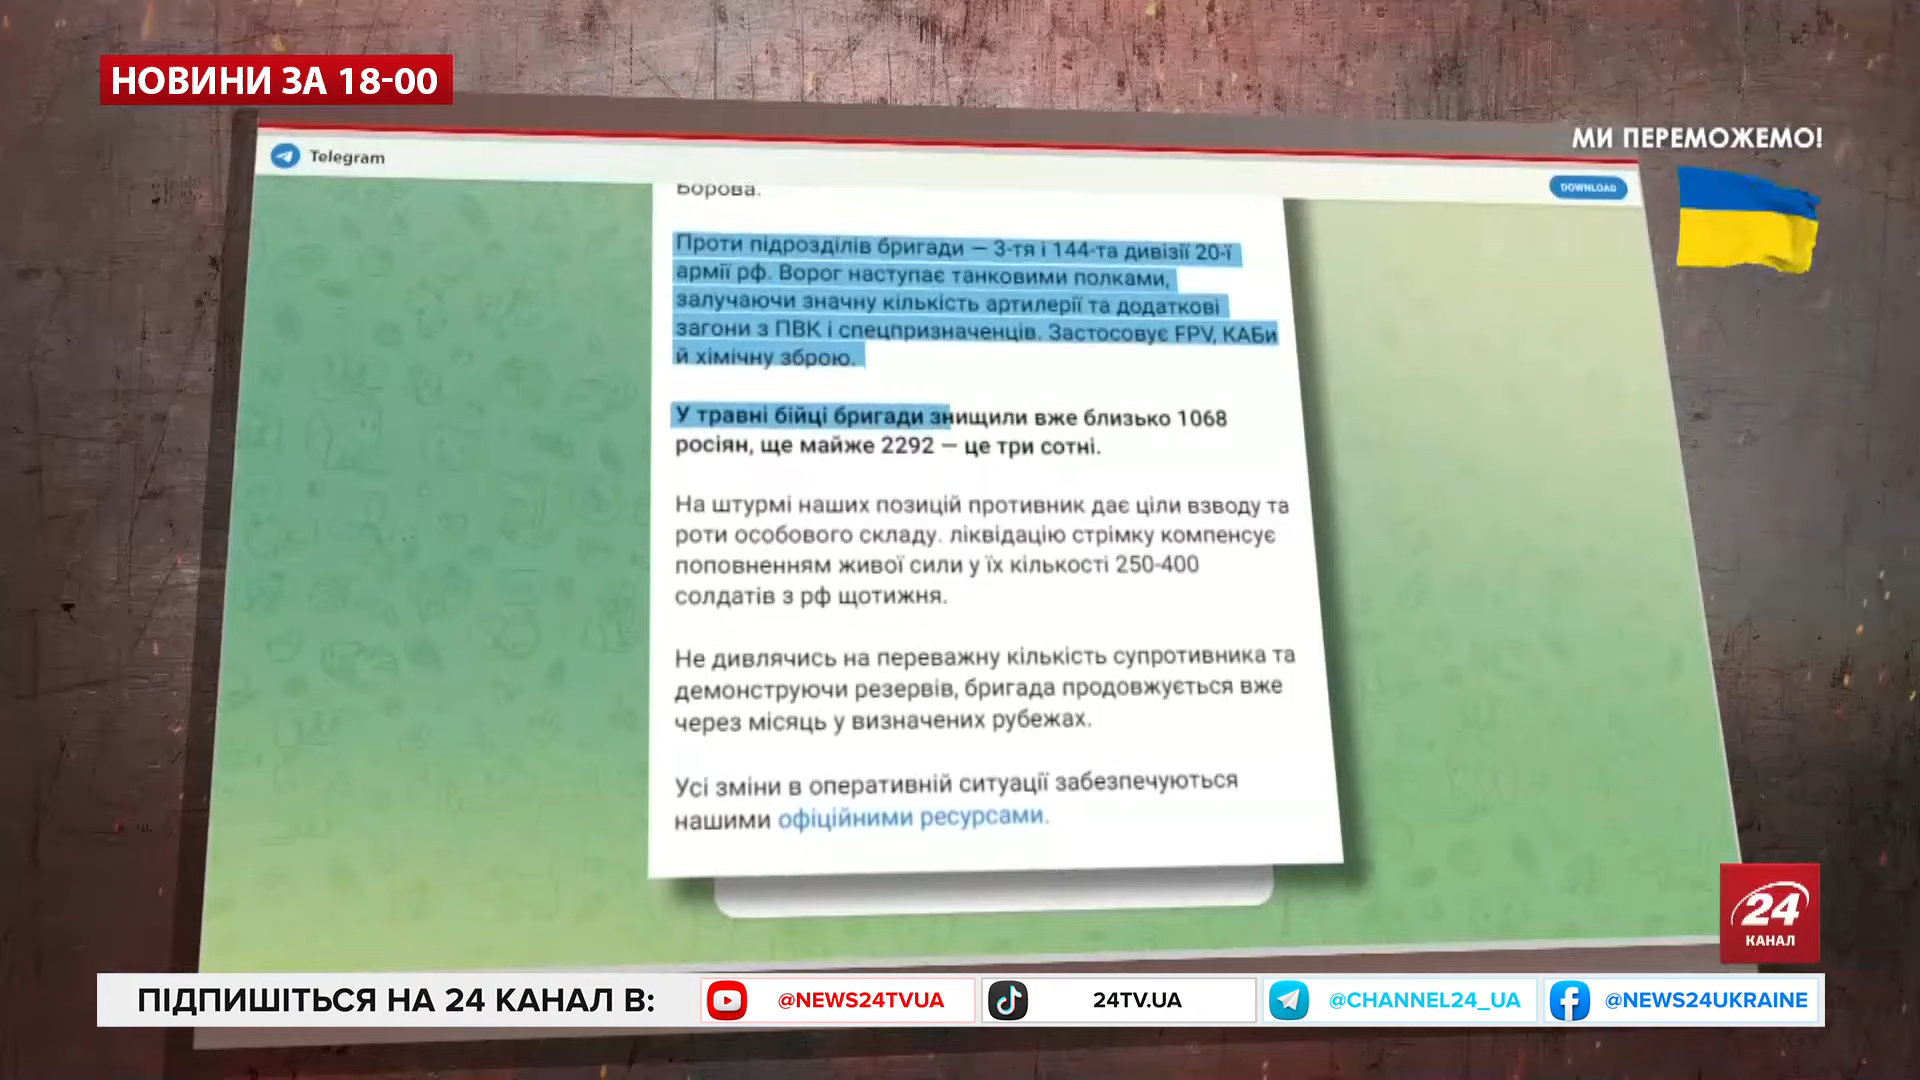 НОВИНИ ЗА 18-00
МИ ПЕРЕМОЖЕМО!
Telegram
DOWNLOAD
Борова.
Проти підрозділів бригади — 3-тя і 144-та дивізії 20-ї
армії рф. Ворог наступає танковими полками,
залучаючи значну кількість артилерії та додаткові
загони з ПВК і спецпризначенців. Застосовує FPV, КАБи
й хімічну зброю.
У травні бійці бригади знищили вже близько 1068
росіян, ще майже 2292 — це три сотні.
На штурмі наших позицій противник дає ціли взводу та
роти особового складу. ліквідацію стрімку компенсує
поповненням живої сили у їх кількості 250-400
солдатів з рф щотижня.
Не дивлячись на переважну кількість супротивника та
демонструючи резервів, бригада продовжується вже
через місяць у визначених рубежах.
Усі зміни в оперативній ситуації забезпечуються
нашими офіційними ресурсами.
24
КАНАЛ
ПІДПИШІТЬСЯ НА 24 КАНАЛ В: @NEWS24TVUA 24TV.UA @CHANNEL24_UA @NEWS24UKRAINE